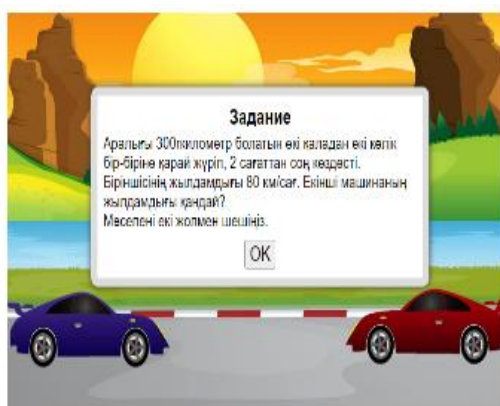 Задание
Аралығы 300километр болатын екі қаладан екі көлік
бір-біріне қарай жүріп, 2 сағаттан соң кездесті.
Біріншісінің жылдамдығы 80 км/сағ. Екінші машинаның
жылдамдығы қандай?
Мәселені екі жолмен шешіңіз.
OK